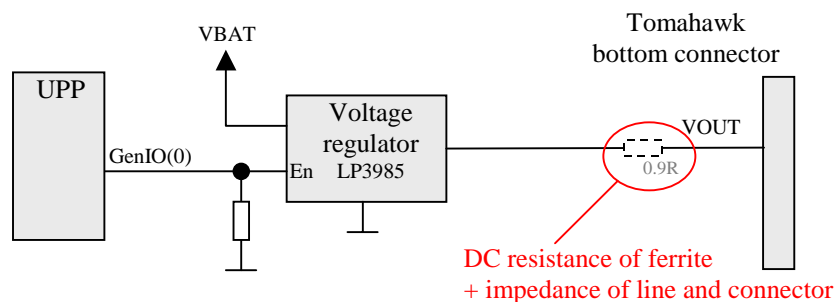 Tomahawk
bottom connector
VBAT
UPP
Voltage
regulator
LP3985
En
GenIO(0)
VOUT
0.9R
DC resistance of ferrite
+ impedance of line and connector